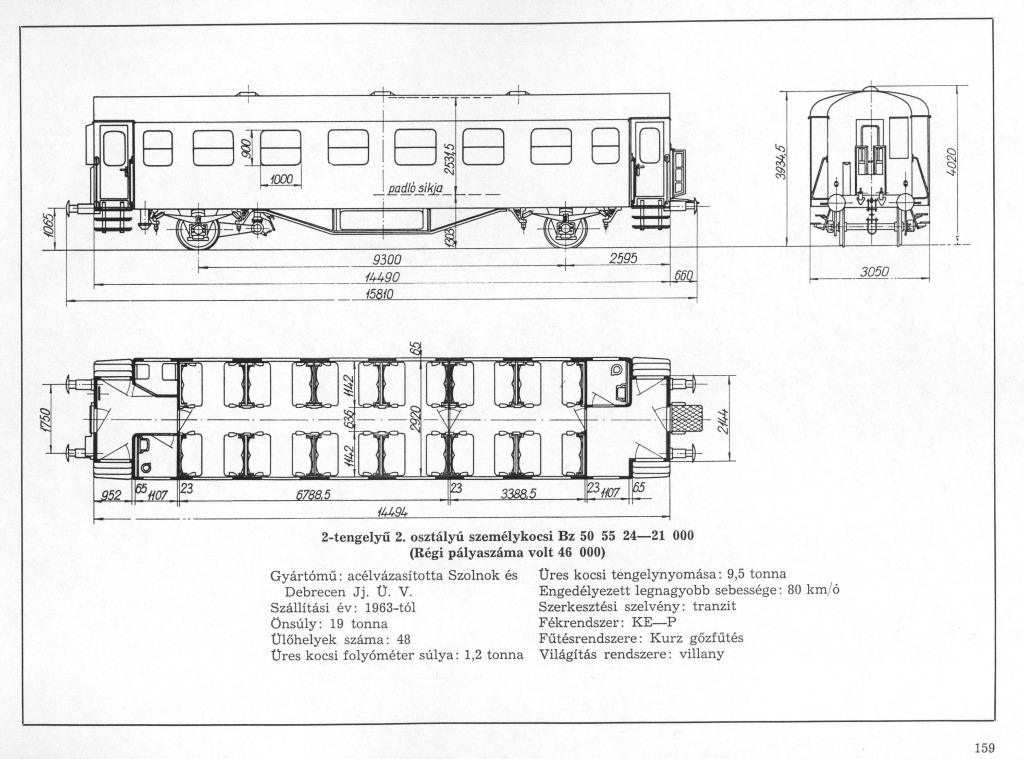 900
1000
2531,5
padló sikja
1065
1303
9300
2595
14490
660
15810
3934,5
4020
3050
65
1142
635
2920
1142
1750
2144
952
65
1107
23
6788.5
23
3388.5
23
1107
65
14494
2-tengelyű 2. osztályú személykocsi Bz 50 55 24—21 000
(Régi pályaszáma volt 46 000)
Gyártómű: acélvázasította Szolnok és
Debrecen Jj. Ü. V.
Szállítási év: 1963-tól
Önsúly: 19 tonna
Ülőhelyek száma: 48
Üres kocsi folyóméter súlya: 1,2 tonna
Üres kocsi tengelynyomása: 9,5 tonna
Engedélyezett legnagyobb sebessége: 80 km/ó
Szerkesztési szelvény: tranzit
Fékrendszer: KE—P
Fűtésrendszere: Kurz gőzfűtés
Világítás rendszere: villany
159